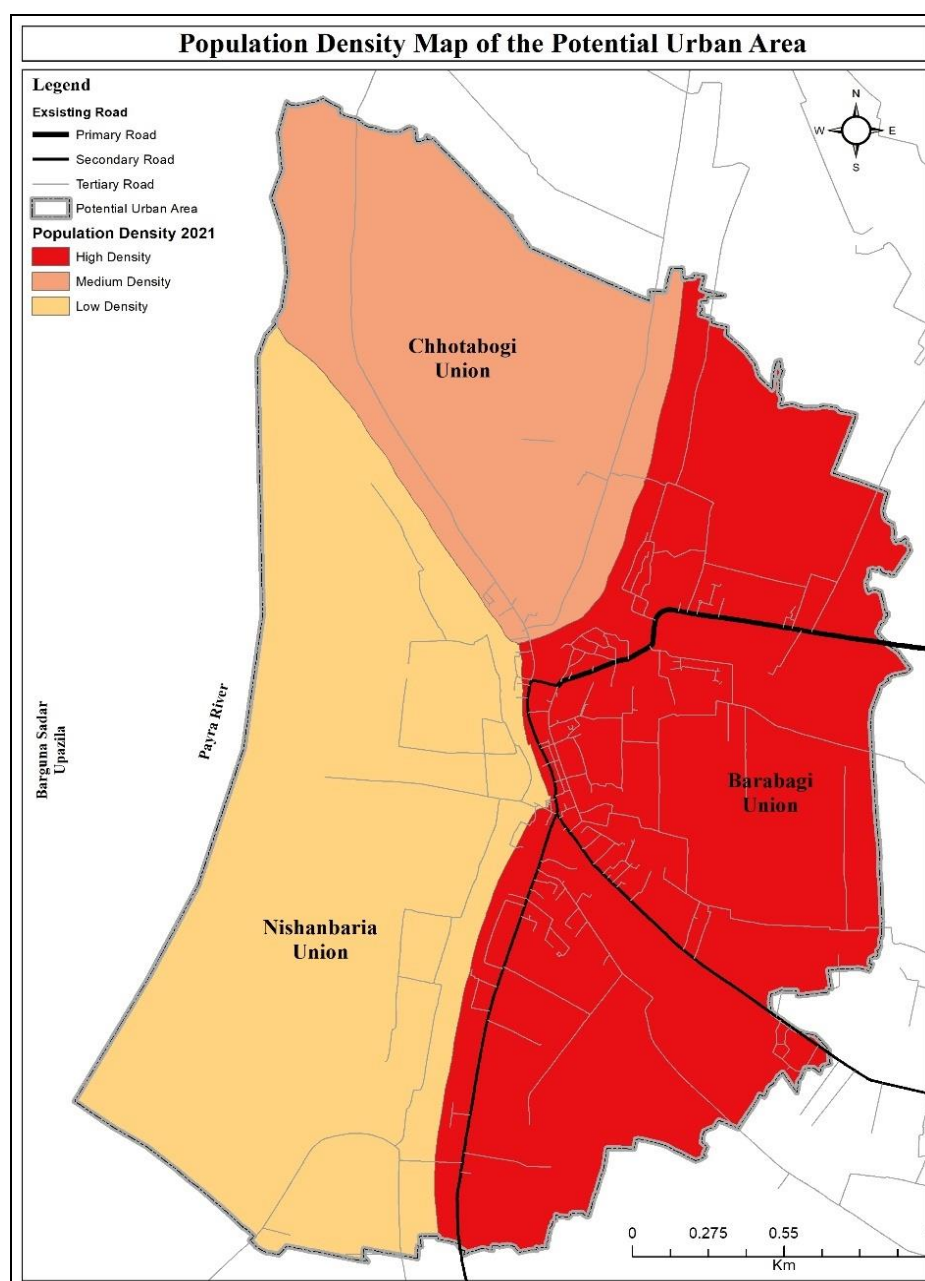 Population Density Map of the Potential Urban Area
Legend
Exsisting Road
Primary Road
Secondary Road
Tertiary Road
Potential Urban Area
Population Density 2021
High Density
Medium Density
Low Density
N
W
E
S
Chhotabogi
Union
Barguna Sadar
Upazila
Payra River
Barabagi
Union
Nishanbaria
Union
0 0.275 0.55
Km